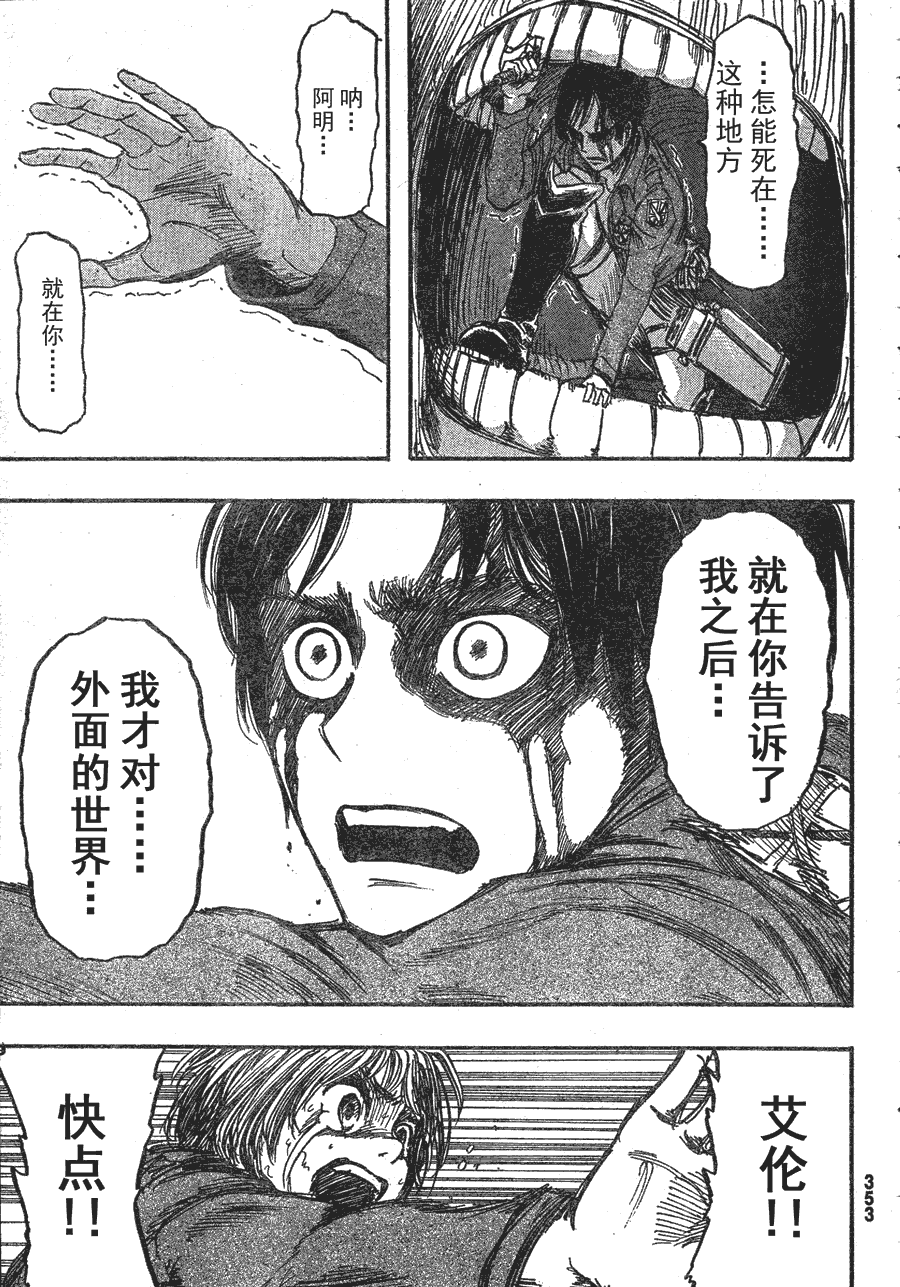 …怎能死在……
这种地方
呐…
阿明…
就在你……
就在你告诉了
我之后…
我才对……
外面的世界…
艾伦!!
快点!!
353